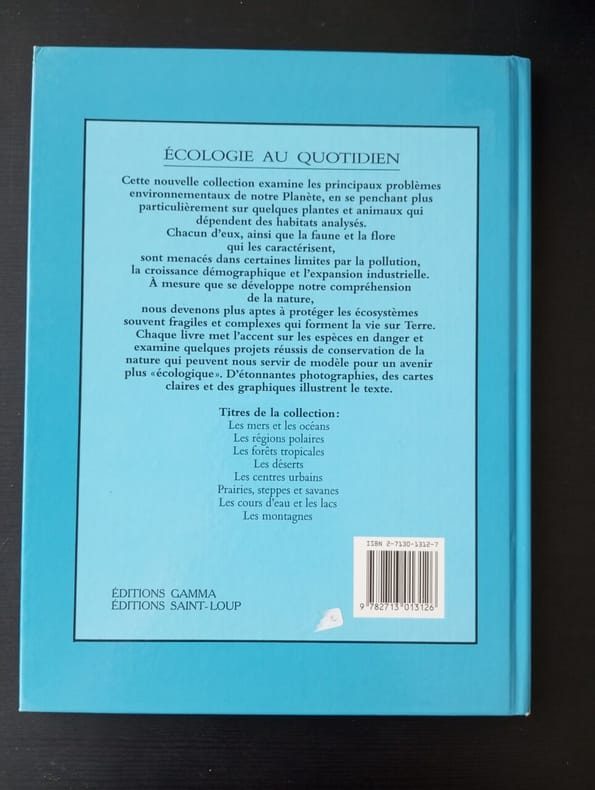 ÉCOLOGIE AU QUOTIDIEN
Cette nouvelle collection examine les principaux problèmes
environnementaux de notre Planète, en se penchant plus
particulièrement sur quelques plantes et animaux qui
dépendent des habitats analysés.
Chacun d'eux, ainsi que la faune et la flore
qui les caractérisent,
sont menacés dans certaines limites par la pollution,
la croissance démographique et l'expansion industrielle.
À mesure que se développe notre compréhension
de la nature,
nous devenons plus aptes à protéger les écosystèmes
souvent fragiles et complexes qui forment la vie sur Terre.
Chaque livre met l'accent sur les espèces en danger et
examine quelques projets réussis de conservation de la
nature qui peuvent nous servir de modèle pour un avenir
plus «écologique». D'étonnantes photographies, des cartes
claires et des graphiques illustrent le texte.
Titres de la collection:
Les mers et les océans
Les régions polaires
Les forêts tropicales
Les déserts
Les centres urbains
Prairies, steppes et savanes
Les cours d'eau et les lacs
Les montagnes
ISBN 2-7130-1312-7
9 782713 013126
ÉDITIONS GAMMA
ÉDITIONS SAINT-LOUP